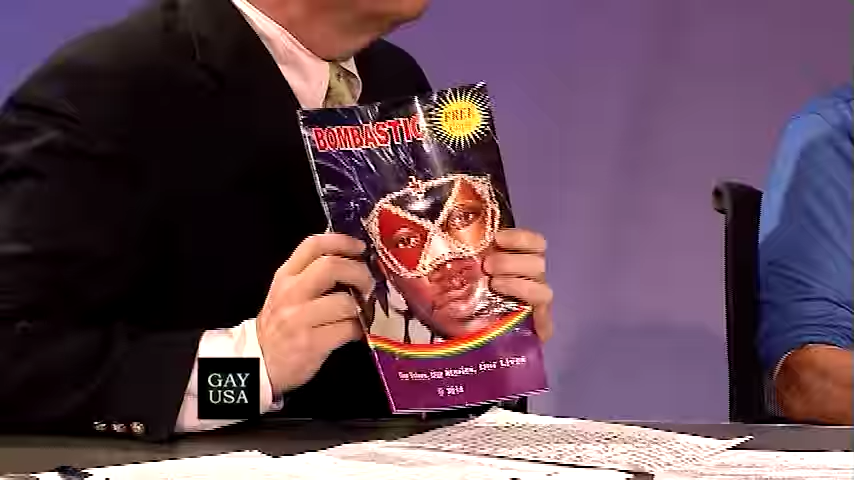 BOMBASTIC
FREE
Our Voices, Our Stories, Our Lives
© 2014
GAY
USA